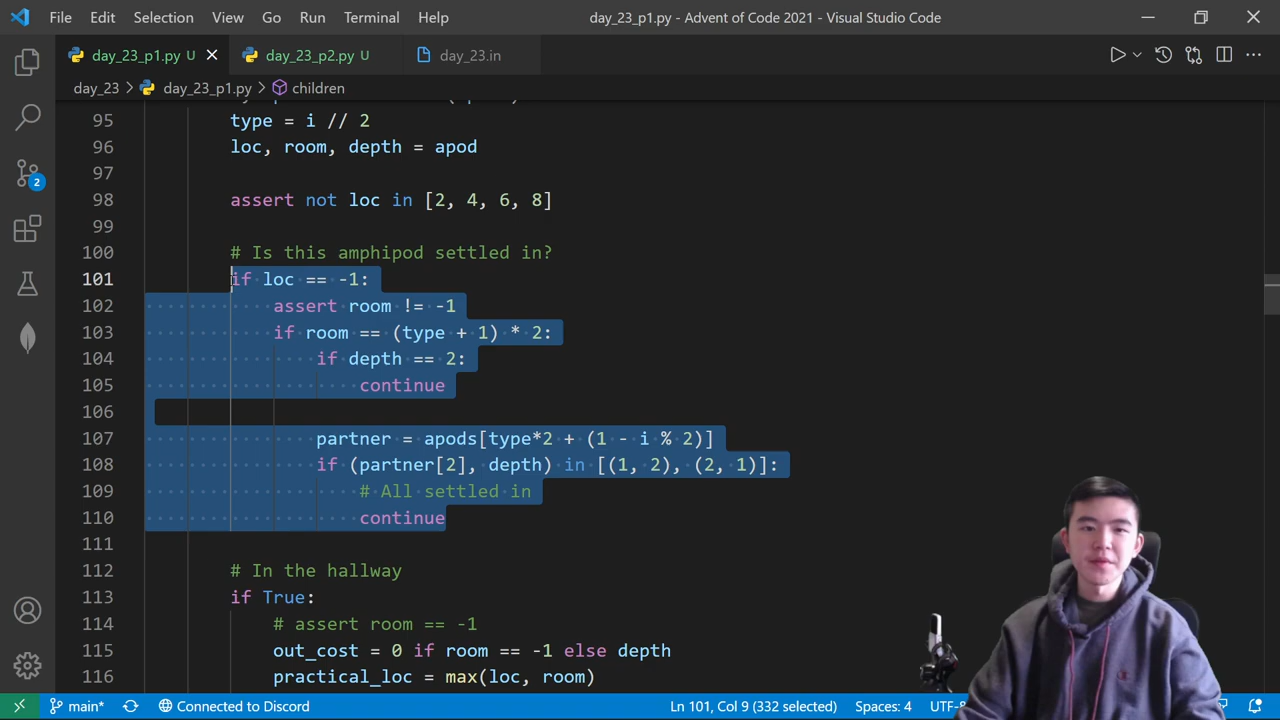 File Edit Selection View Go Run Terminal Help day_23_p1.py - Advent of Code 2021 - Visual Studio Code
day_23_p1.py U day_23_p2.py U day_23.in
day_23 > day_23_p1.py > children
95 type = i // 2
96 loc, room, depth = apod
97
98 assert not loc in [2, 4, 6, 8]
99
100 # Is this amphipod settled in?
101 if loc == -1:
102 assert room != -1
103 if room == (type + 1) * 2:
104 if depth == 2:
105 continue
106
107 partner = apods[type*2 + (1 - i % 2)]
108 if (partner[2], depth) in [(1, 2), (2, 1)]:
109 # All settled in
110 continue
111
112 # In the hallway
113 if True:
114 # assert room == -1
115 out_cost = 0 if room == -1 else depth
116 practical_loc = max(loc, room)
2
main* Connected to Discord Ln 101, Col 9 (332 selected) Spaces: 4